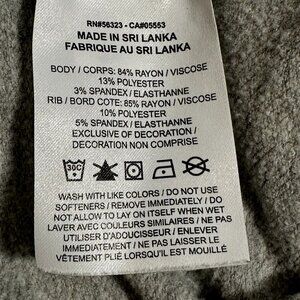 RN#56323 - CA#05553
MADE IN SRI LANKA
FABRIQUE AU SRI LANKA
BODY / CORPS: 84% RAYON / VISCOSE
13% POLYESTER
3% SPANDEX / ELASTHANNE
RIB / BORD COTE: 85% RAYON / VISCOSE
10% POLYESTER
5% SPANDEX / ELASTHANNE
EXCLUSIVE OF DECORATION /
DECORATION NON COMPRISE
30C
WASH WITH LIKE COLORS / DO NOT USE
SOFTENERS / REMOVE IMMEDIATELY / DO
NOT ALLOW TO LAY ON ITSELF WHEN WET
LAVER AVEC COULEURS SIMILAIRES / NE PAS
UTILISER D'ADOUCISSEUR / ENLEVER
IMMEDIATEMENT / NE PAS LAISSER LE
VÊTEMENT PLIÉ LORSQU'IL EST MOUILLÉ